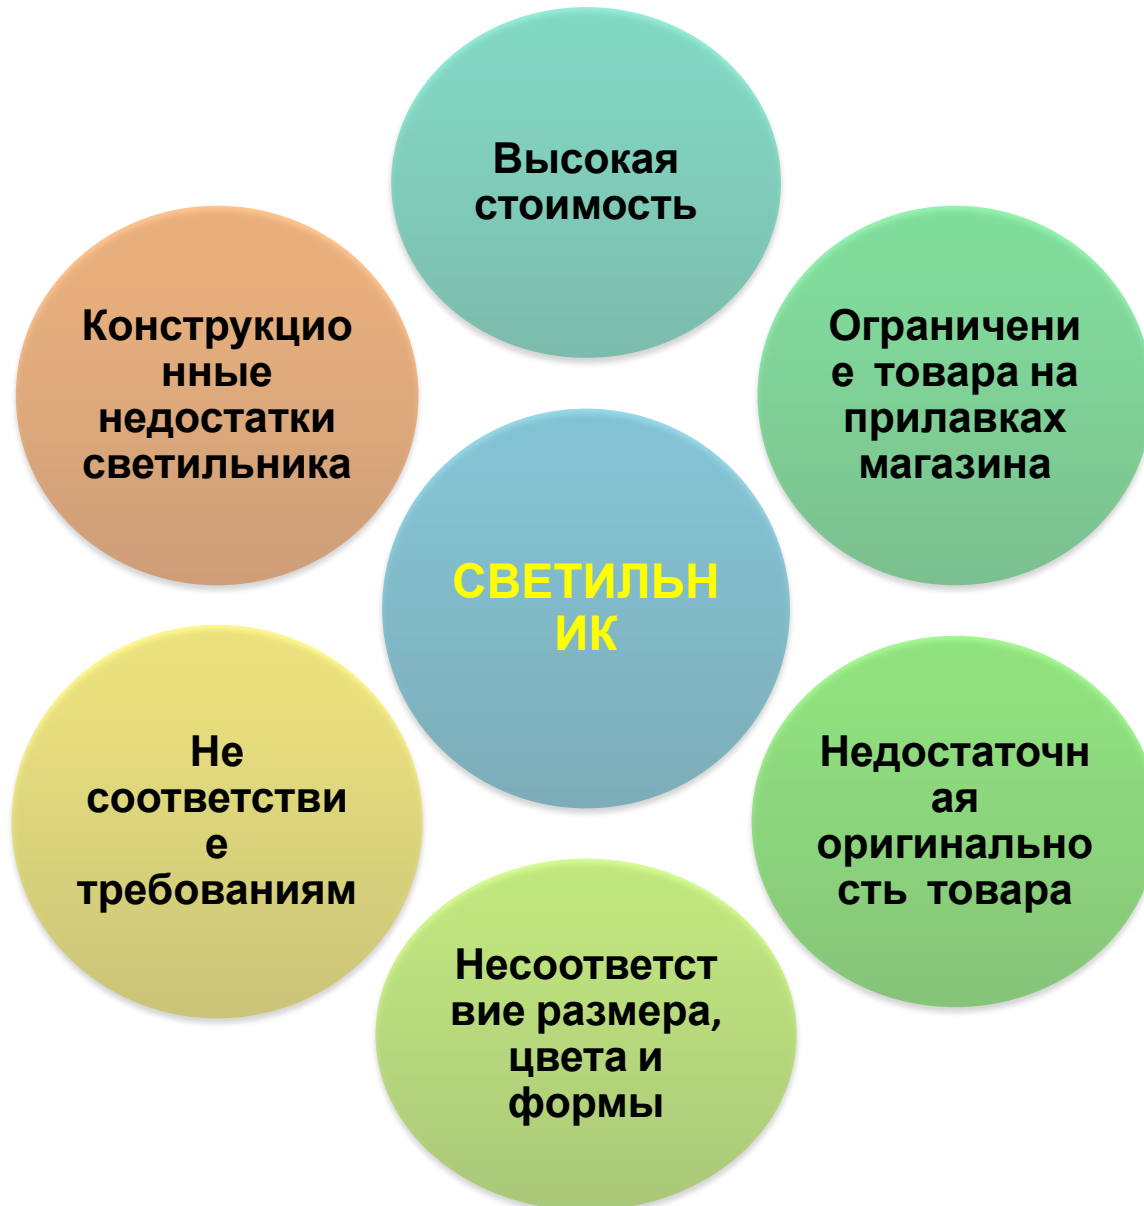 Высокая
стоимость
Ограничени
е товара на
прилавках
магазина
Недостаточн
ая
оригинально
сть товара
Несоответст
вие размера,
цвета и
формы
Не
соответстви
е
требованиям
Конструкцио
нные
недостатки
светильника
СВЕТИЛЬН
ИК